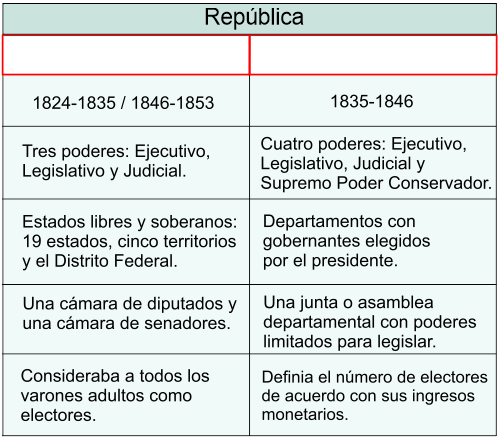 República
1824-1835 / 1846-1853
1835-1846
Tres poderes: Ejecutivo,
Legislativo y Judicial.
Cuatro poderes: Ejecutivo,
Legislativo, Judicial y
Supremo Poder Conservador.
Estados libres y soberanos:
19 estados, cinco territorios
y el Distrito Federal.
Departamentos con
gobernantes elegidos
por el presidente.
Una cámara de diputados y
una cámara de senadores.
Una junta o asamblea
departamental con poderes
limitados para legislar.
Consideraba a todos los
varones adultos como
electores.
Definia el número de electores
de acuerdo con sus ingresos
monetarios.